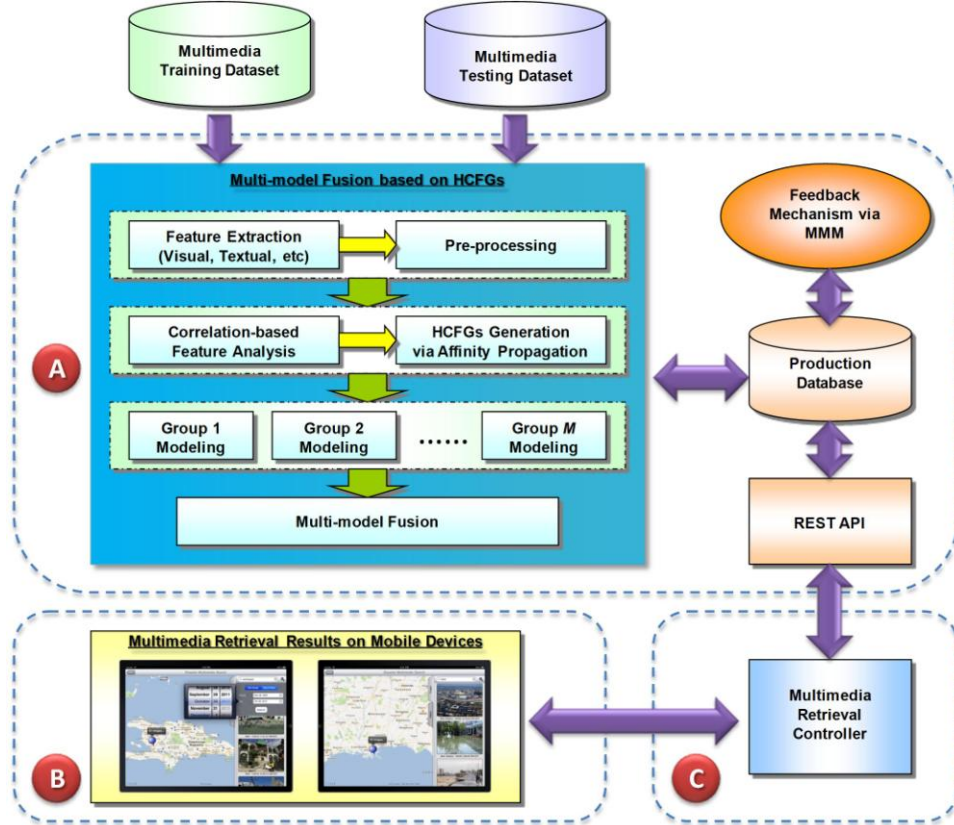 Multimedia
Training Dataset
Multimedia
Testing Dataset
Multi-model Fusion based on HCFGs
Feature Extraction
(Visual, Textual, etc)
Pre-processing
Correlation-based
Feature Analysis
HCFGs Generation
via Affinity Propagation
Group 1
Modeling
Group 2
Modeling
......
Group M
Modeling
Multi-model Fusion
Feedback
Mechanism via
MMM
Production
Database
REST API
A
Multimedia Retrieval Results on Mobile Devices
B
Multimedia
Retrieval
Controller
C